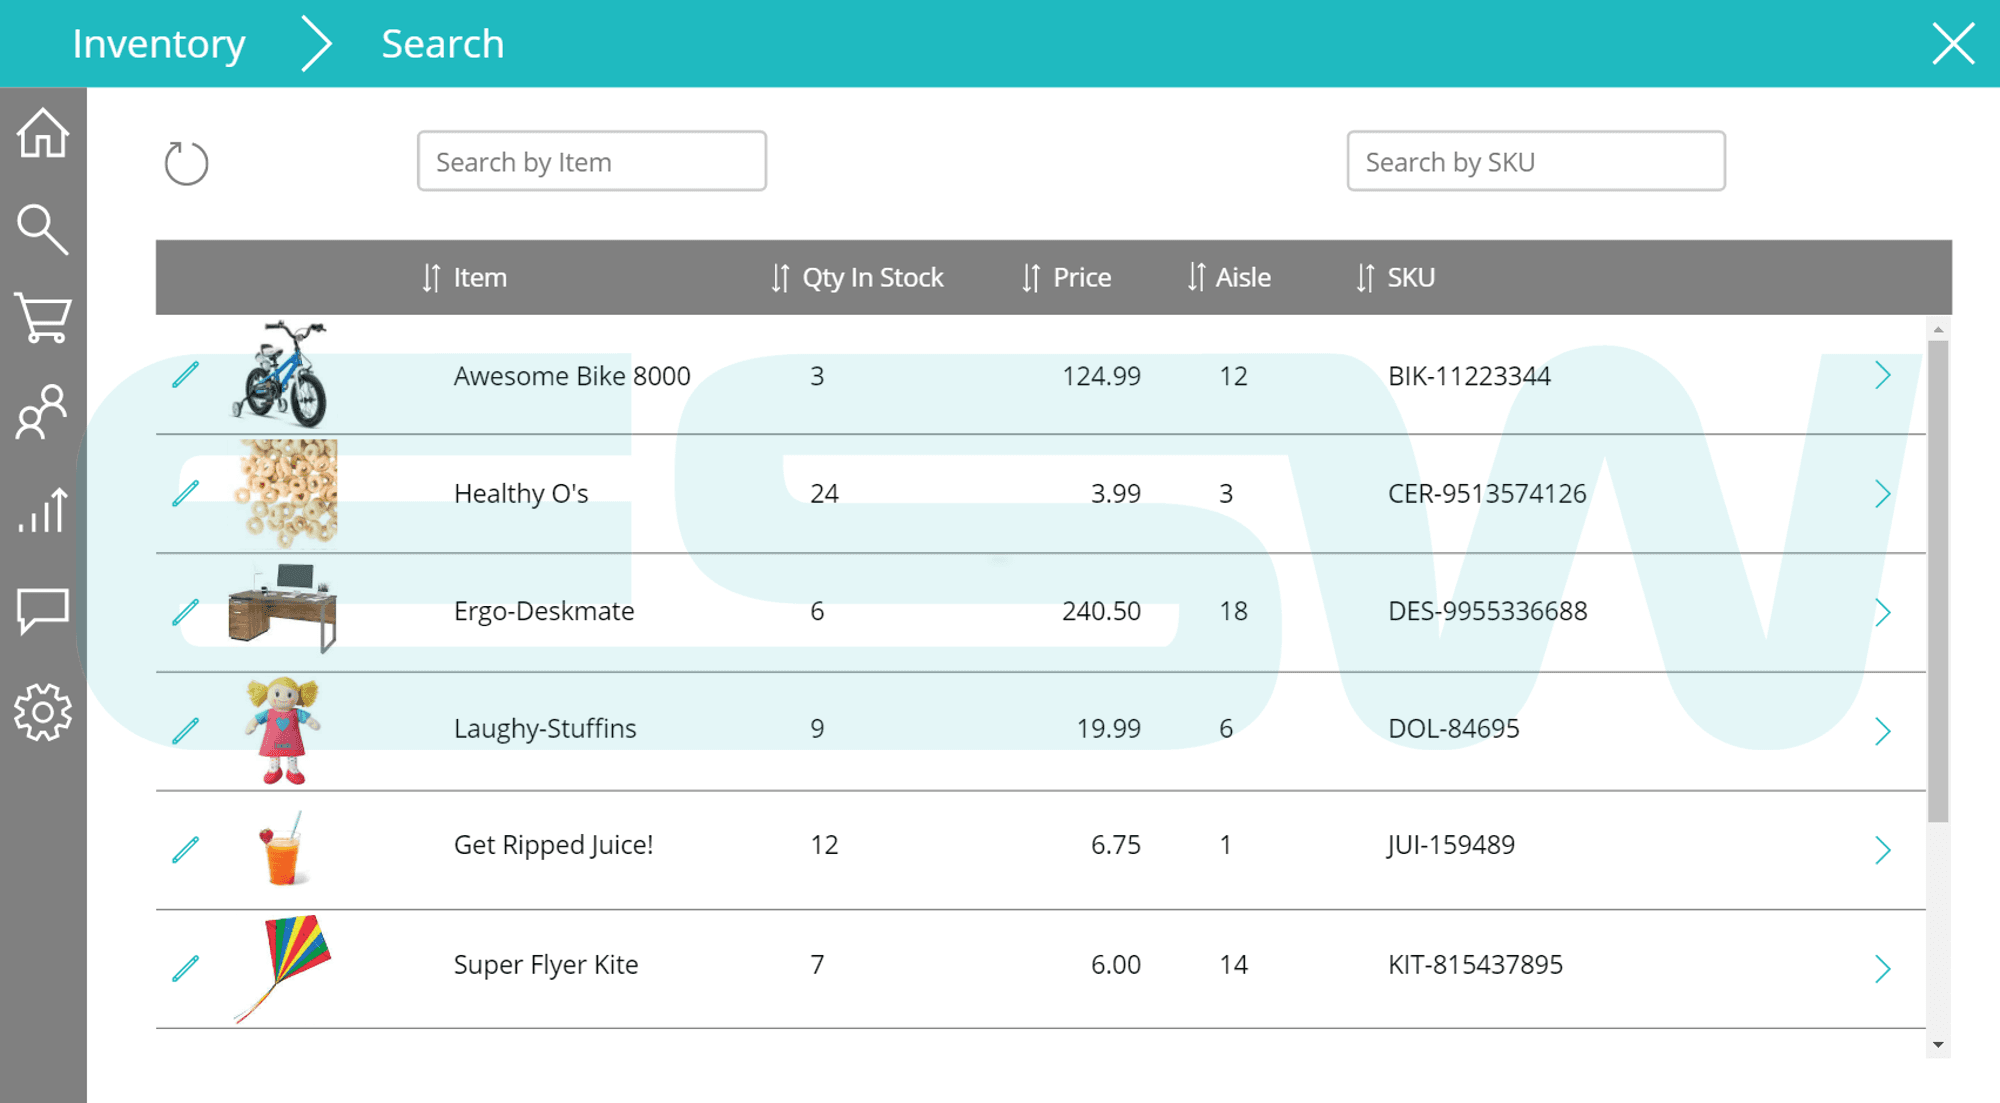 Inventory Search
Search by Item Search by SKU
Item Qty In Stock Price Aisle SKU
Awesome Bike 8000 3 124.99 12 BIK-11223344
Healthy O's 24 3.99 3 CER-9513574126
Ergo-Deskmate 6 240.50 18 DES-9955336688
Laughy-Stuffins 9 19.99 6 DOL-84695
Get Ripped Juice! 12 6.75 1 JUI-159489
Super Flyer Kite 7 6.00 14 KIT-815437895
ESW